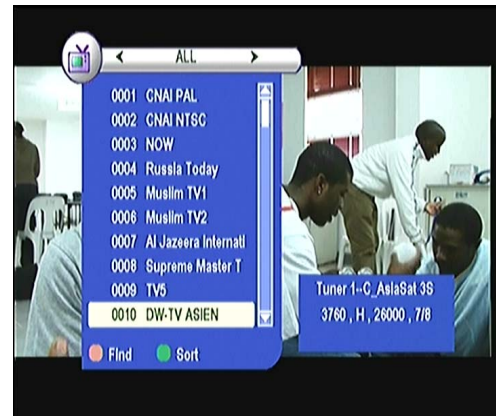 ALL
0001 CNAI PAL
0002 CNAI NTSC
0003 NOW
0004 Russia Today
0005 Muslim TV1
0006 Muslim TV2
0007 Al Jazeera Internati
0008 Supreme Master T
0009 TV5
0010 DW-TV ASIEN
Find Sort
Tuner 1--C_AsiaSat 3S
3760 , H , 26000 , 7/8